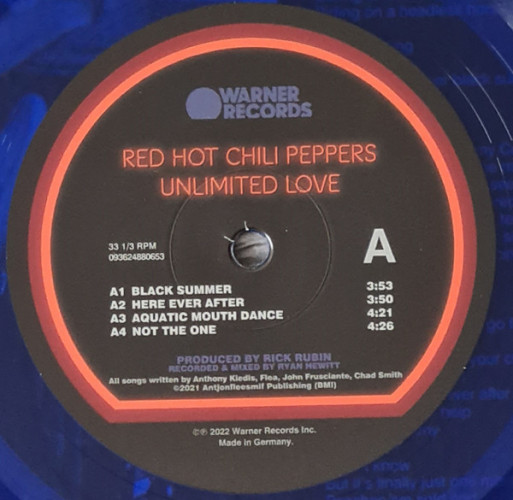 WARNER
RECORDS
RED HOT CHILI PEPPERS
UNLIMITED LOVE
33 1/3 RPM
093624880653
A
A1 BLACK SUMMER 3:53
A2 HERE EVER AFTER 3:50
A3 AQUATIC MOUTH DANCE 4:21
A4 NOT THE ONE 4:26
PRODUCED BY RICK RUBIN
RECORDED & MIXED BY RYAN HEWITT
All songs written by Anthony Kiedis, Flea, John Frusciante, Chad Smith
©2021 Antjonfleesmif Publishing (BMI)
©℗ 2022 Warner Records Inc.
Made in Germany.